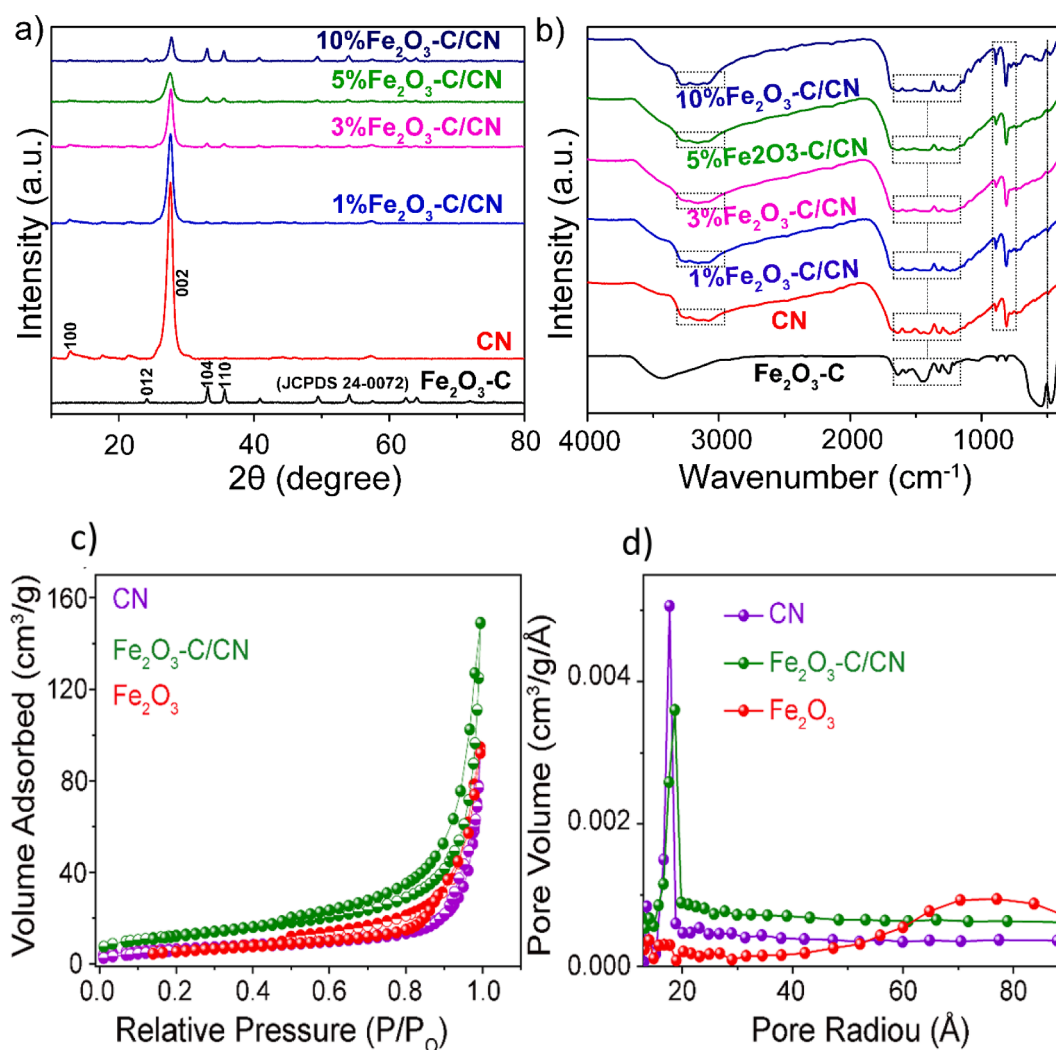 a)
10%Fe₂O₃-C/CN
5%Fe₂O₃-C/CN
3%Fe₂O₃-C/CN
1%Fe₂O₃-C/CN
002
100
CN
012
104
110
(JCPDS 24-0072)
Fe₂O₃-C
20 40 60 80
2θ (degree)
Intensity (a.u.)
b)
10%Fe₂O₃-C/CN
5%Fe2O3-C/CN
3%Fe₂O₃-C/CN
1%Fe₂O₃-C/CN
CN
Fe₂O₃-C
4000 3000 2000 1000
Wavenumber (cm⁻¹)
Intensity (a.u.)
c)
160
120
80
40
0
CN
Fe₂O₃-C/CN
Fe₂O₃
0.0 0.2 0.4 0.6 0.8 1.0
Relative Pressure (P/P₀)
Volume Adsorbed (cm³/g)
d)
0.004
0.002
0.000
CN
Fe₂O₃-C/CN
Fe₂O₃
20 40 60 80
Pore Radiou (Å)
Pore Volume (cm³/g/Å)